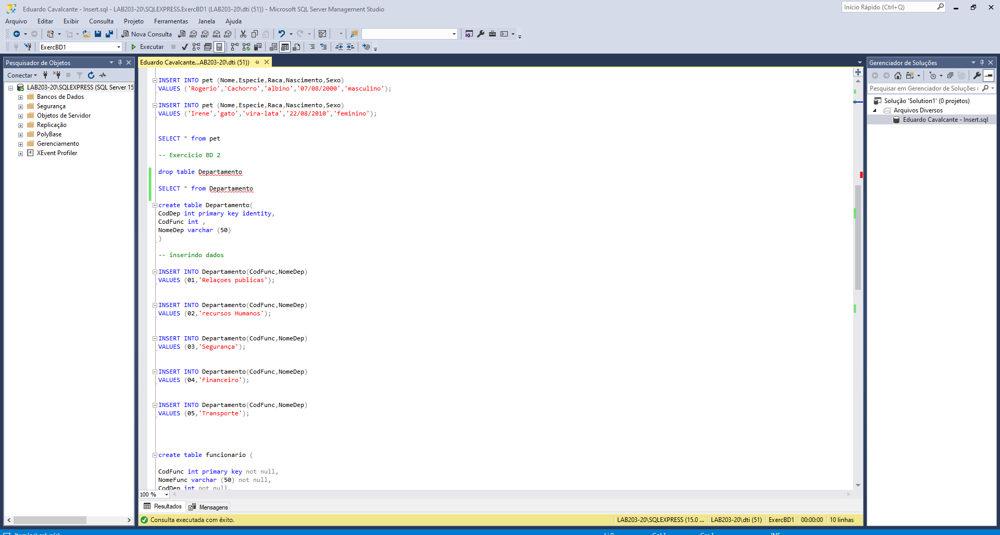 Eduardo Cavalcante - Insert.sql - LAB203-20\SQLEXPRESS.ExercBD1 (LAB203-20\dti (51)) - Microsoft SQL Server Management Studio
Início Rápido (Ctrl+Q)
Arquivo Editar Exibir Consulta Projeto Ferramentas Janela Ajuda
Nova Consulta
ExercBD1
Executar
Pesquisador de Objetos
Conectar
LAB203-20\SQLEXPRESS (SQL Server 15
Bancos de Dados
Segurança
Objetos de Servidor
Replicação
PolyBase
Gerenciamento
XEvent Profiler
Eduardo Cavalcante...AB203-20\dti (51))
INSERT INTO pet (Nome,Especie,Raca,Nascimento,Sexo)
VALUES ('Rogerio','Cachorro','albino','07/08/2000','masculino');
INSERT INTO pet (Nome,Especie,Raca,Nascimento,Sexo)
VALUES ('Irene','gato','vira-lata','22/08/2010','feminino');
SELECT * from pet
-- Exercicio BD 2
drop table Departamento
SELECT * from Departamento
create table Departamento(
CodDep int primary key identity,
CodFunc int ,
NomeDep varchar (50)
)
-- inserindo dados
INSERT INTO Departamento(CodFunc,NomeDep)
VALUES (01,'Relaçoes publicas');
INSERT INTO Departamento(CodFunc,NomeDep)
VALUES (02,'recursos Humanos');
INSERT INTO Departamento(CodFunc,NomeDep)
VALUES (03,'Segurança');
INSERT INTO Departamento(CodFunc,NomeDep)
VALUES (04,'Financeiro');
INSERT INTO Departamento(CodFunc,NomeDep)
VALUES (05,'Transporte');
create table funcionario (
CodFunc int primary key not null,
NomeFunc varchar (50) not null,
CodDep int not null,
100 %
Resultados Mensagens
Consulta executada com êxito.
LAB203-20\SQLEXPRESS (15.0 ... LAB203-20\dti (51) ExercBD1 00:00:00 10 linhas
Gerenciador de Soluções
Pesquisar em Gerenciador de Soluções (
Solução 'Solution1' (0 projetos)
Arquivos Diversos
Eduardo Cavalcante - Insert.sql